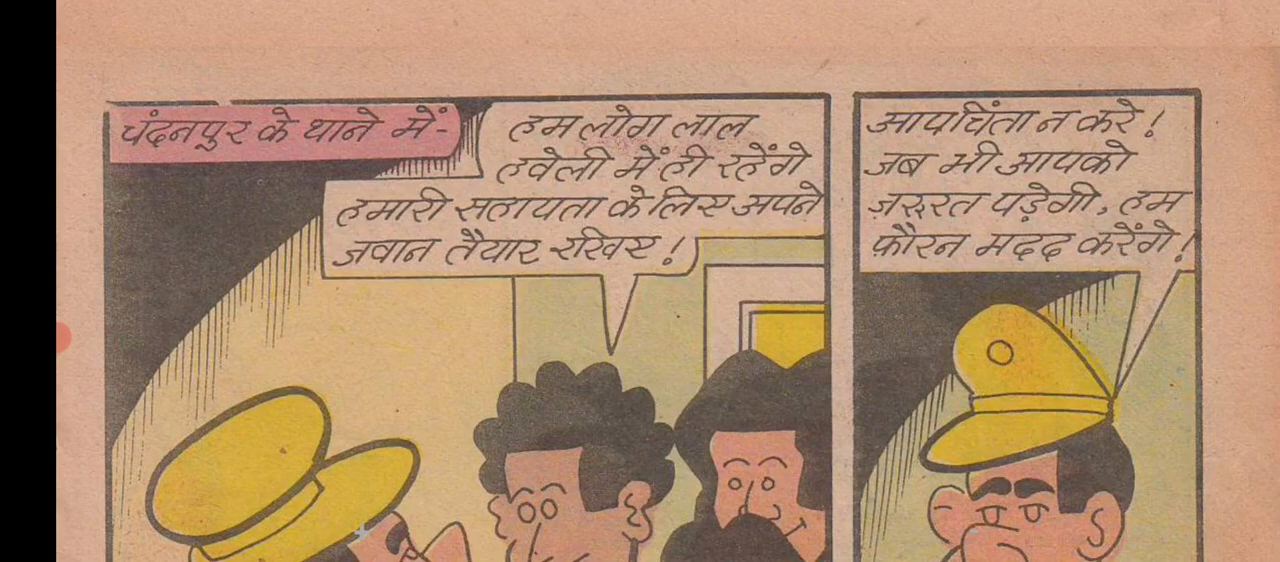 चंदनपुर के थाने में-
हम लोग लाल
हवेली में ही रहेंगे
हमारी सहायता के लिए अपने
जवान तैयार रखिए!
आप चिंता न करे!
जब भी आपको
ज़रूरत पड़ेगी, हम
फ़ौरन मदद करेंगे!